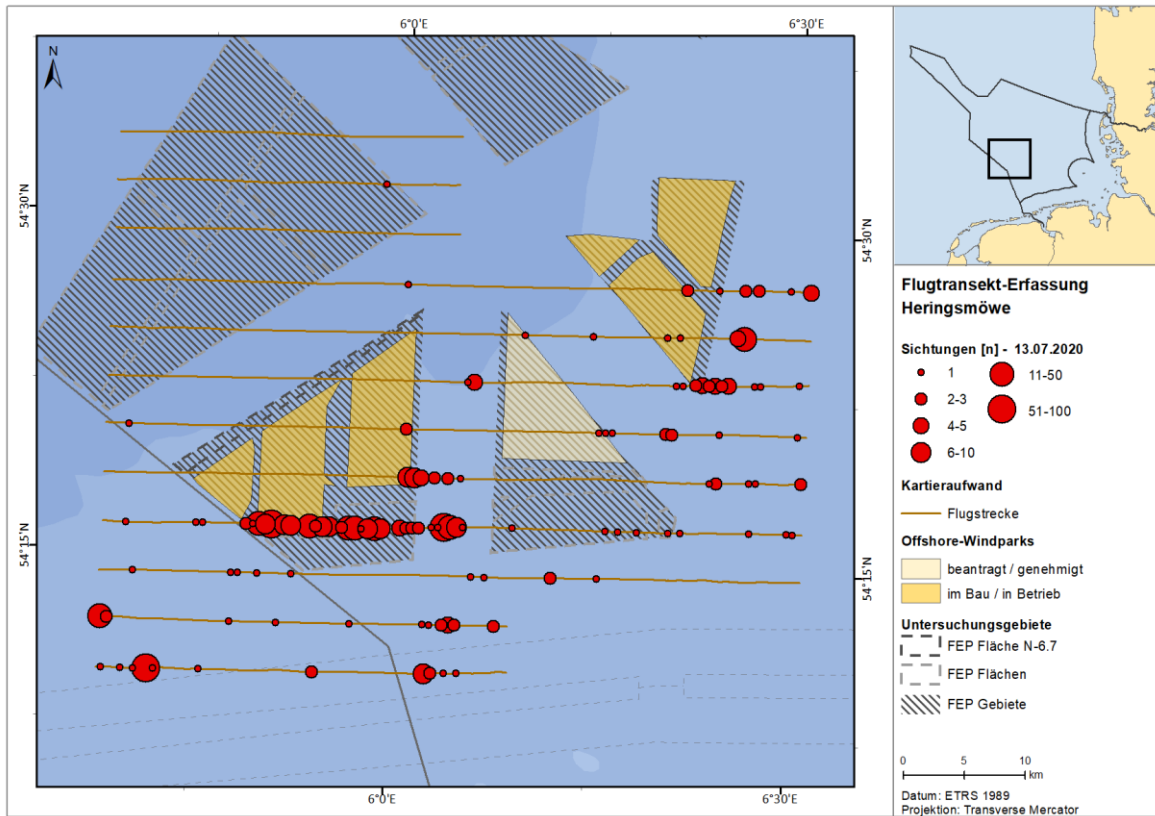 6°0'E
6°30'E
N
54°30'N
54°30'N
54°15'N
54°15'N
6°0'E
6°30'E
Flugtransekt-Erfassung
Heringsmöwe
Sichtungen [n] - 13.07.2020
1
2-3
4-5
6-10
11-50
51-100
Kartieraufwand
Flugstrecke
Offshore-Windparks
beantragt / genehmigt
im Bau / in Betrieb
Untersuchungsgebiete
FEP Fläche N-6.7
FEP Flächen
FEP Gebiete
0 5 10
km
Datum: ETRS 1989
Projektion: Transverse Mercator